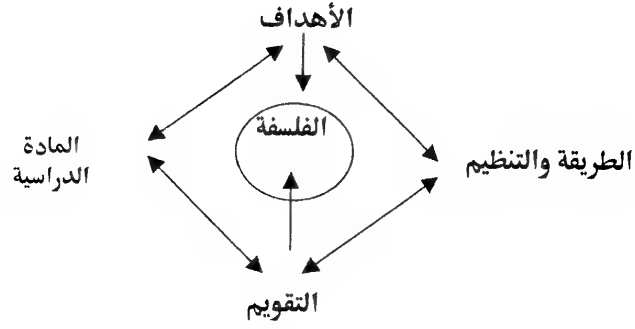 الأهداف
الفلسفة
الطريقة والتنظيم
المادة
الدراسية
التقويم